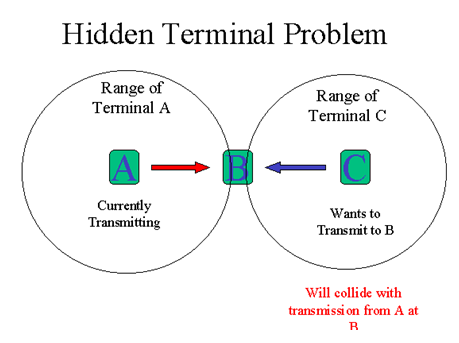 Hidden Terminal Problem
Range of
Terminal A
Range of
Terminal C
A
B
C
Currently
Transmitting
Wants to
Transmit to B
Will collide with
transmission from A at
B